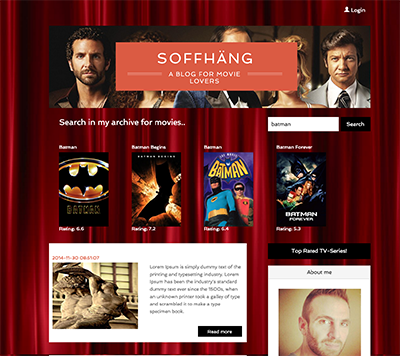 Login
SOFFHÄNG
A BLOG FOR MOVIE
LOVERS
Search in my archive for movies..
batman
Search
Batman
Batman Begins
Batman
Batman Forever
BATMAN
BATMAN BEGINS
BATMAN
BATMAN
FOREVER
Rating: 6.6
Rating: 7.2
Rating: 6.4
Rating: 5.3
2014-11-30 08:51:07
Lorem Ipsum is simply dummy text of the
printing and typesetting industry. Lorem
Ipsum has been the industry's standard
dummy text ever since the 1500s, when
an unknown printer took a galley of type
and scrambled it to make a type
specimen book.
Read more
Top Rated TV-Series!
About me